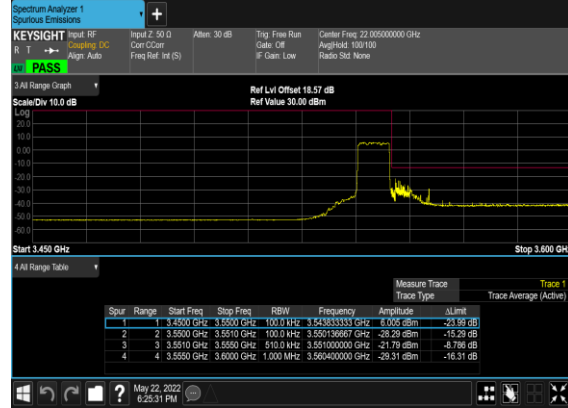 Spectrum Analyzer 1
Spurious Emissions
+
KEYSIGHT Input: RF Input Z: 50 Ω Atten: 30 dB Trig: Free Run Center Freq: 22.005000000 GHz
R T Coupling: DC Corr CCorr Gate: Off Avg|Hold: 100/100
Align: Auto Freq Ref: Int (S) IF Gain: Low Radio Std: None
PASS
3 All Range Graph
Ref Lvl Offset 18.57 dB
Scale/Div 10.0 dB Ref Value 30.00 dBm
Log
20.0
10.0
0.00
-10.0
-20.0
-30.0
-40.0
-50.0
-60.0
Start 3.450 GHz Stop 3.600 GH
4 All Range Table
Measure Trace Trace 1
Trace Type Trace Average (Active)
Spur Range Start Freq Stop Freq RBW Frequency Amplitude ΔLimit
1 1 3.4500 GHz 3.5500 GHz 100.0 kHz 3.543833333 GHz 6.005 dBm -23.99 dB
2 2 3.5500 GHz 3.5510 GHz 100.0 kHz 3.550136667 GHz -28.29 dBm -15.29 dB
3 3 3.5510 GHz 3.5550 GHz 510.0 kHz 3.551000000 GHz -21.79 dBm -8.786 dB
4 4 3.5550 GHz 3.6000 GHz 1.000 MHz 3.560400000 GHz -29.31 dBm -16.31 dB
? May 22, 2022
6:25:31 PM